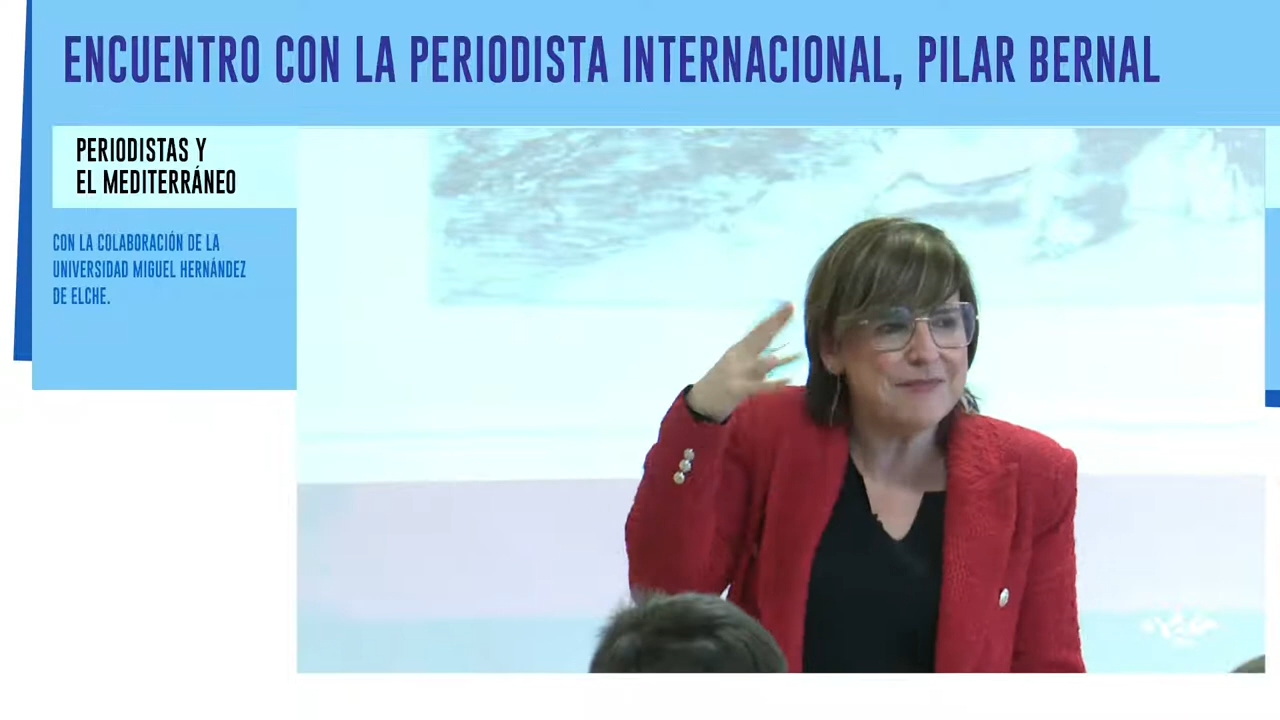 ENCUENTRO CON LA PERIODISTA INTERNACIONAL, PILAR BERNAL
PERIODISTAS Y
EL MEDITERRÁNEO
CON LA COLABORACIÓN DE LA
UNIVERSIDAD MIGUEL HERNÁNDEZ
DE ELCHE.